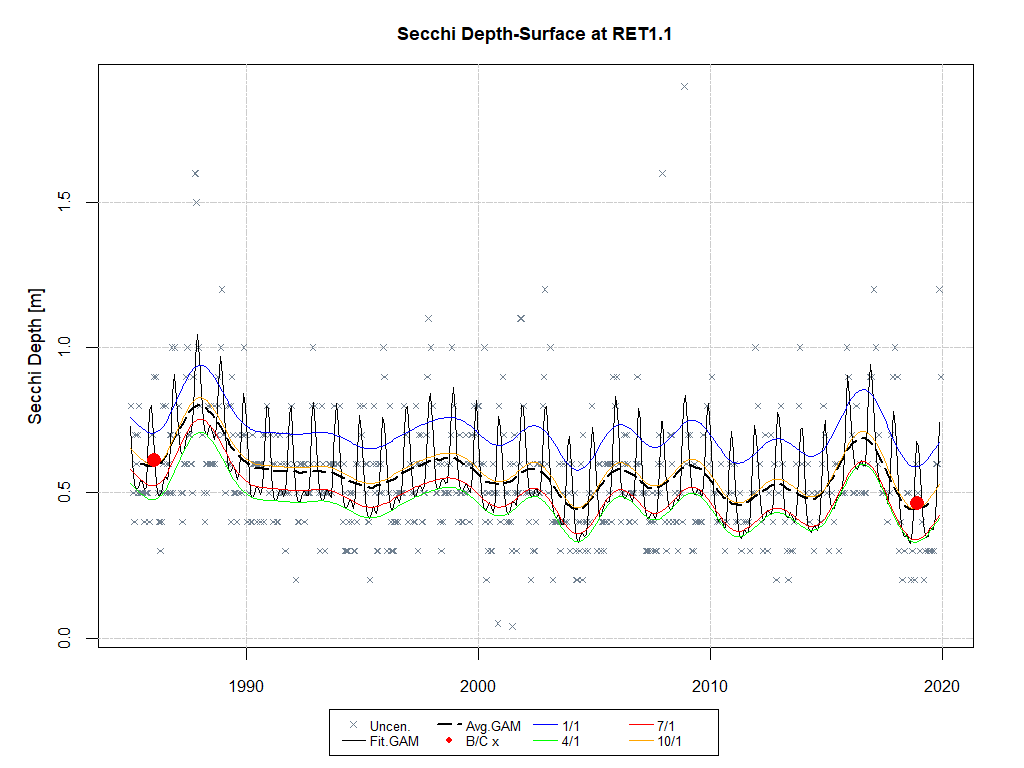 Secchi Depth-Surface at RET1.1
Secchi Depth [m]
1.5
1.0
0.5
0.0
1990 2000 2010 2020
Uncen. Avg.GAM 1/1 7/1
Fit.GAM B/C x 4/1 10/1